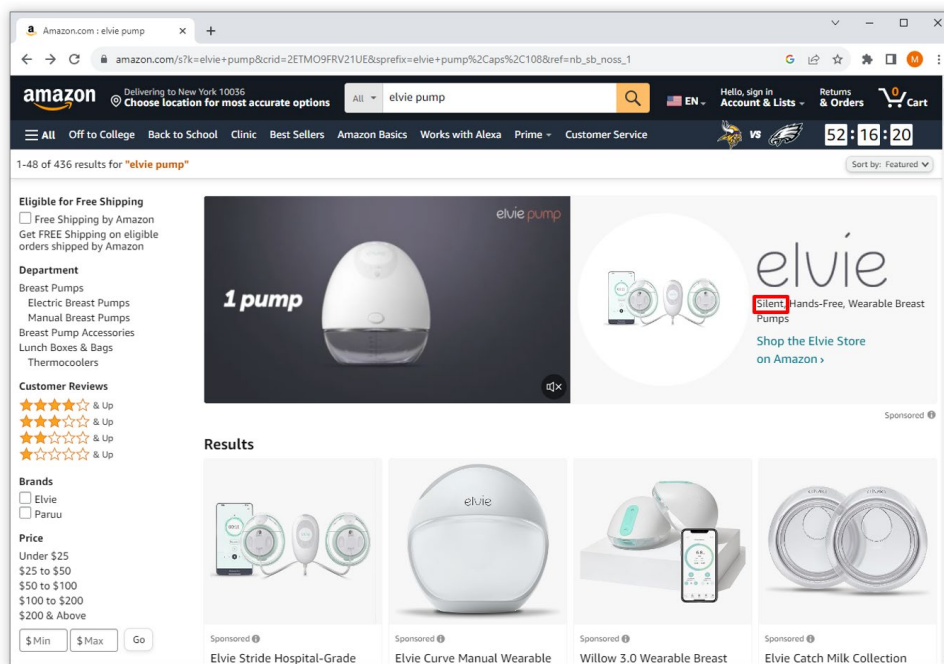 Amazon.com : elvie pump
amazon.com/s?k=elvie+pump&crid=2ETMO9FRV21UE&sprefix=elvie+pump%2Caps%2C108&ref=nb_sb_noss_1
M
amazon
Delivering to New York 10036
Choose location for most accurate options
All
elvie pump
EN
Hello, sign in
Account & Lists
Returns
& Orders
0
Cart
All
Off to College
Back to School
Clinic
Best Sellers
Amazon Basics
Works with Alexa
Prime
Customer Service
VS
52:16:20
1-48 of 436 results for "elvie pump"
Sort by: Featured
Eligible for Free Shipping
Free Shipping by Amazon
Get FREE Shipping on eligible
orders shipped by Amazon
Department
Breast Pumps
Electric Breast Pumps
Manual Breast Pumps
Breast Pump Accessories
Lunch Boxes & Bags
Thermocoolers
Customer Reviews
& Up
& Up
& Up
& Up
Brands
Elvie
Paruu
Price
Under $25
$25 to $50
$50 to $100
$100 to $200
$200 & Above
$ Min
$ Max
Go
elvie pump
1 pump
elvie
Silent, Hands-Free, Wearable Breast
Pumps
Shop the Elvie Store
on Amazon ›
Sponsored
Results
elvie
Sponsored
Elvie Stride Hospital-Grade
Sponsored
Elvie Curve Manual Wearable
Sponsored
Willow 3.0 Wearable Breast
Sponsored
Elvie Catch Milk Collection